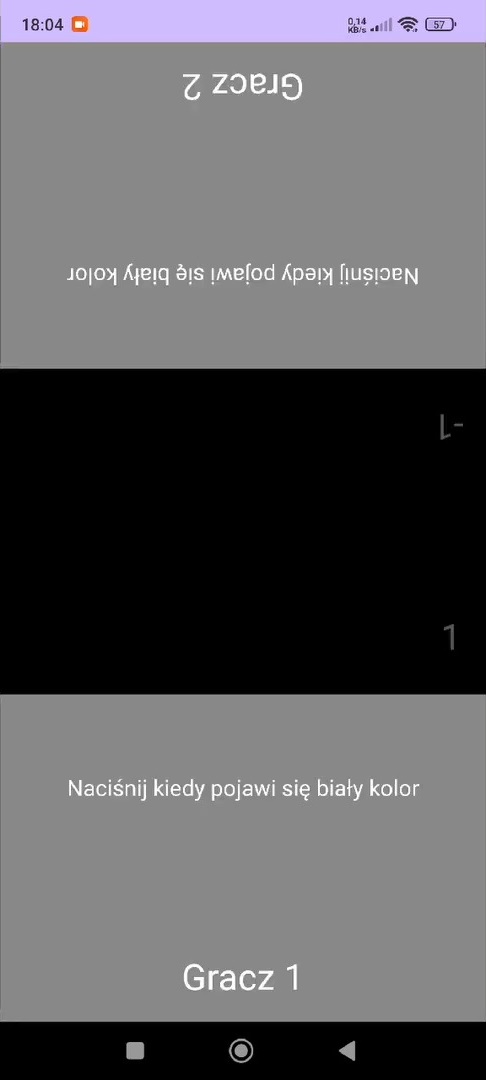 18:04
0,14
KB/s
57
Gracz 2
Naciśnij kiedy pojawi się biały kolor
-1
1
Naciśnij kiedy pojawi się biały kolor
Gracz 1